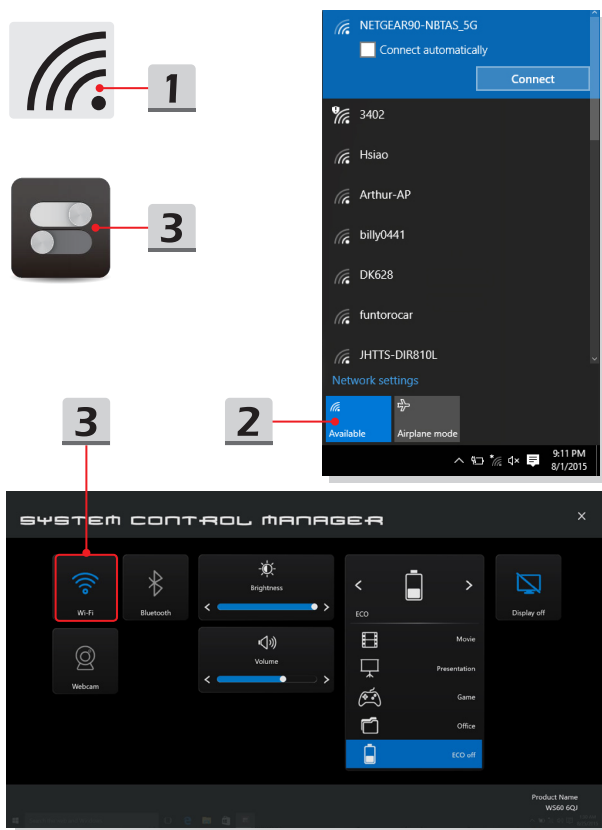 1
3
NETGEAR90-NBTAS_5G
Connect automatically
Connect
3402
Hsiao
Arthur-AP
billy0441
DK628
funtorocar
JHTTS-DIR810L
Network settings
Available
Airplane mode
9:11 PM
8/1/2015
3
2
SYSTEM CONTROL MANAGER
Wi-Fi
Bluetooth
Brightness
ECO
Display off
Webcam
Volume
Movie
Presentation
Game
Office
ECO off
Product Name
WS60 6QJ